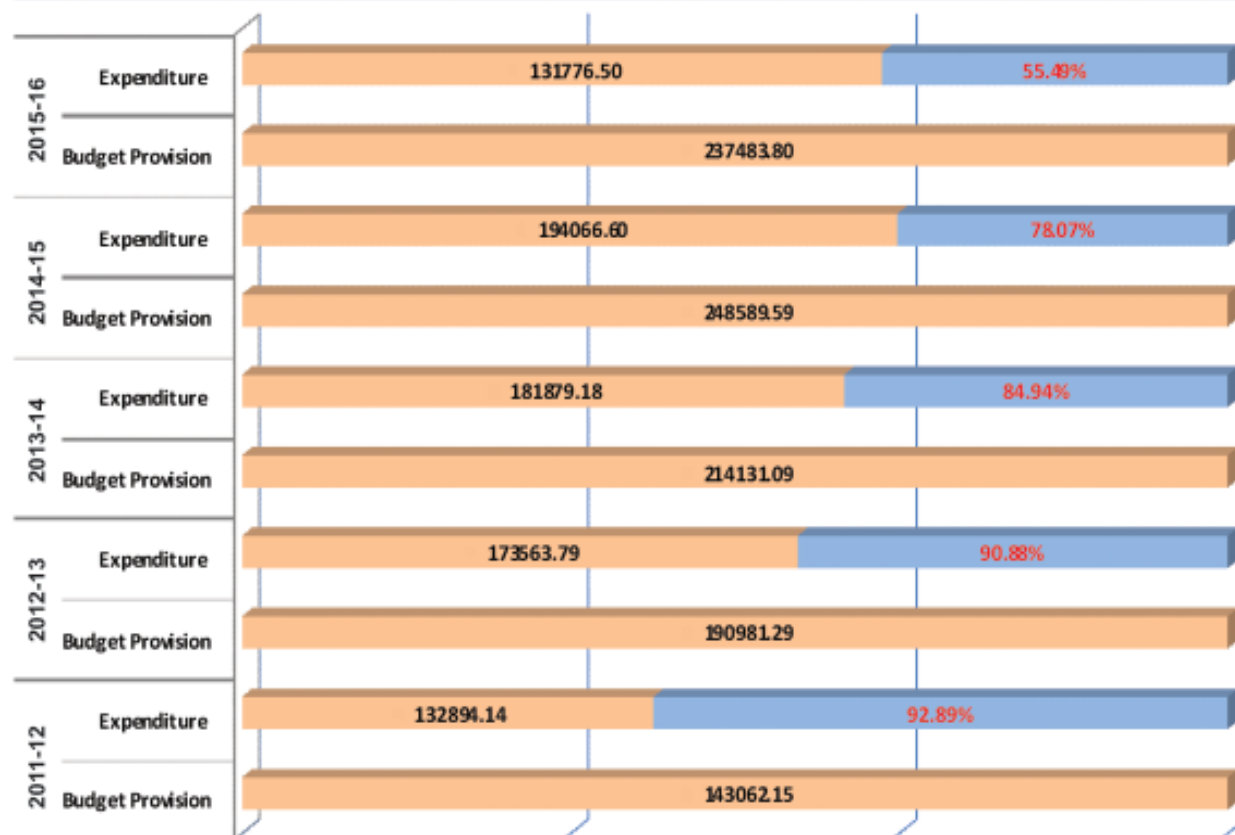 2015-16
Expenditure 131776.50 55.49%
Budget Provision 237483.80
2014-15
Expenditure 194066.60 78.07%
Budget Provision 248589.59
2013-14
Expenditure 181879.18 84.94%
Budget Provision 214131.09
2012-13
Expenditure 173563.79 90.88%
Budget Provision 190981.29
2011-12
Expenditure 132894.14 92.89%
Budget Provision 143062.15